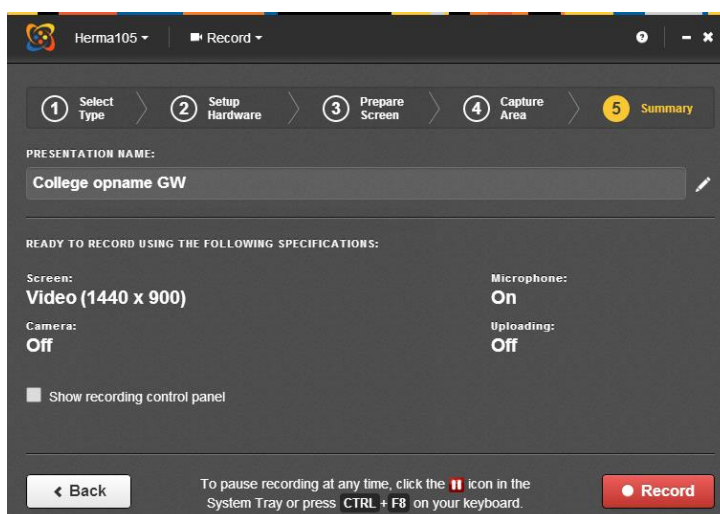 Herma105 Record
1 Select Type 2 Setup Hardware 3 Prepare Screen 4 Capture Area 5 Summary
PRESENTATION NAME:
College opname GW
READY TO RECORD USING THE FOLLOWING SPECIFICATIONS:
Screen: Microphone:
Video (1440 x 900) On
Camera: Uploading:
Off Off
Show recording control panel
Back To pause recording at any time, click the icon in the
System Tray or press CTRL + F8 on your keyboard. Record